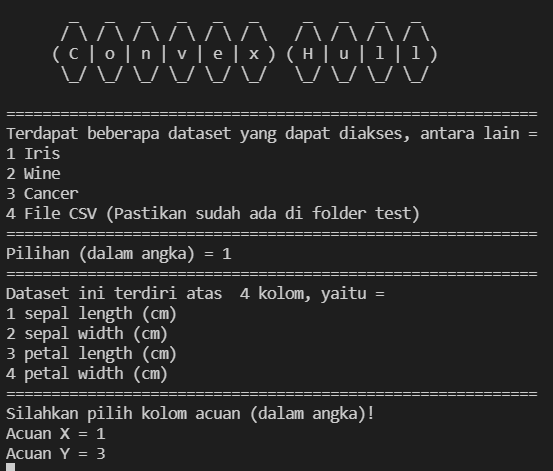 ( C | o | n | v | e | x ) ( H | u | l | l )
===========================================================
Terdapat beberapa dataset yang dapat diakses, antara lain =
1 Iris
2 Wine
3 Cancer
4 File CSV (Pastikan sudah ada di folder test)
===========================================================
Pilihan (dalam angka) = 1
===========================================================
Dataset ini terdiri atas  4 kolom, yaitu =
1 sepal length (cm)
2 sepal width (cm)
3 petal length (cm)
4 petal width (cm)
===========================================================
Silahkan pilih kolom acuan (dalam angka)!
Acuan X = 1
Acuan Y = 3